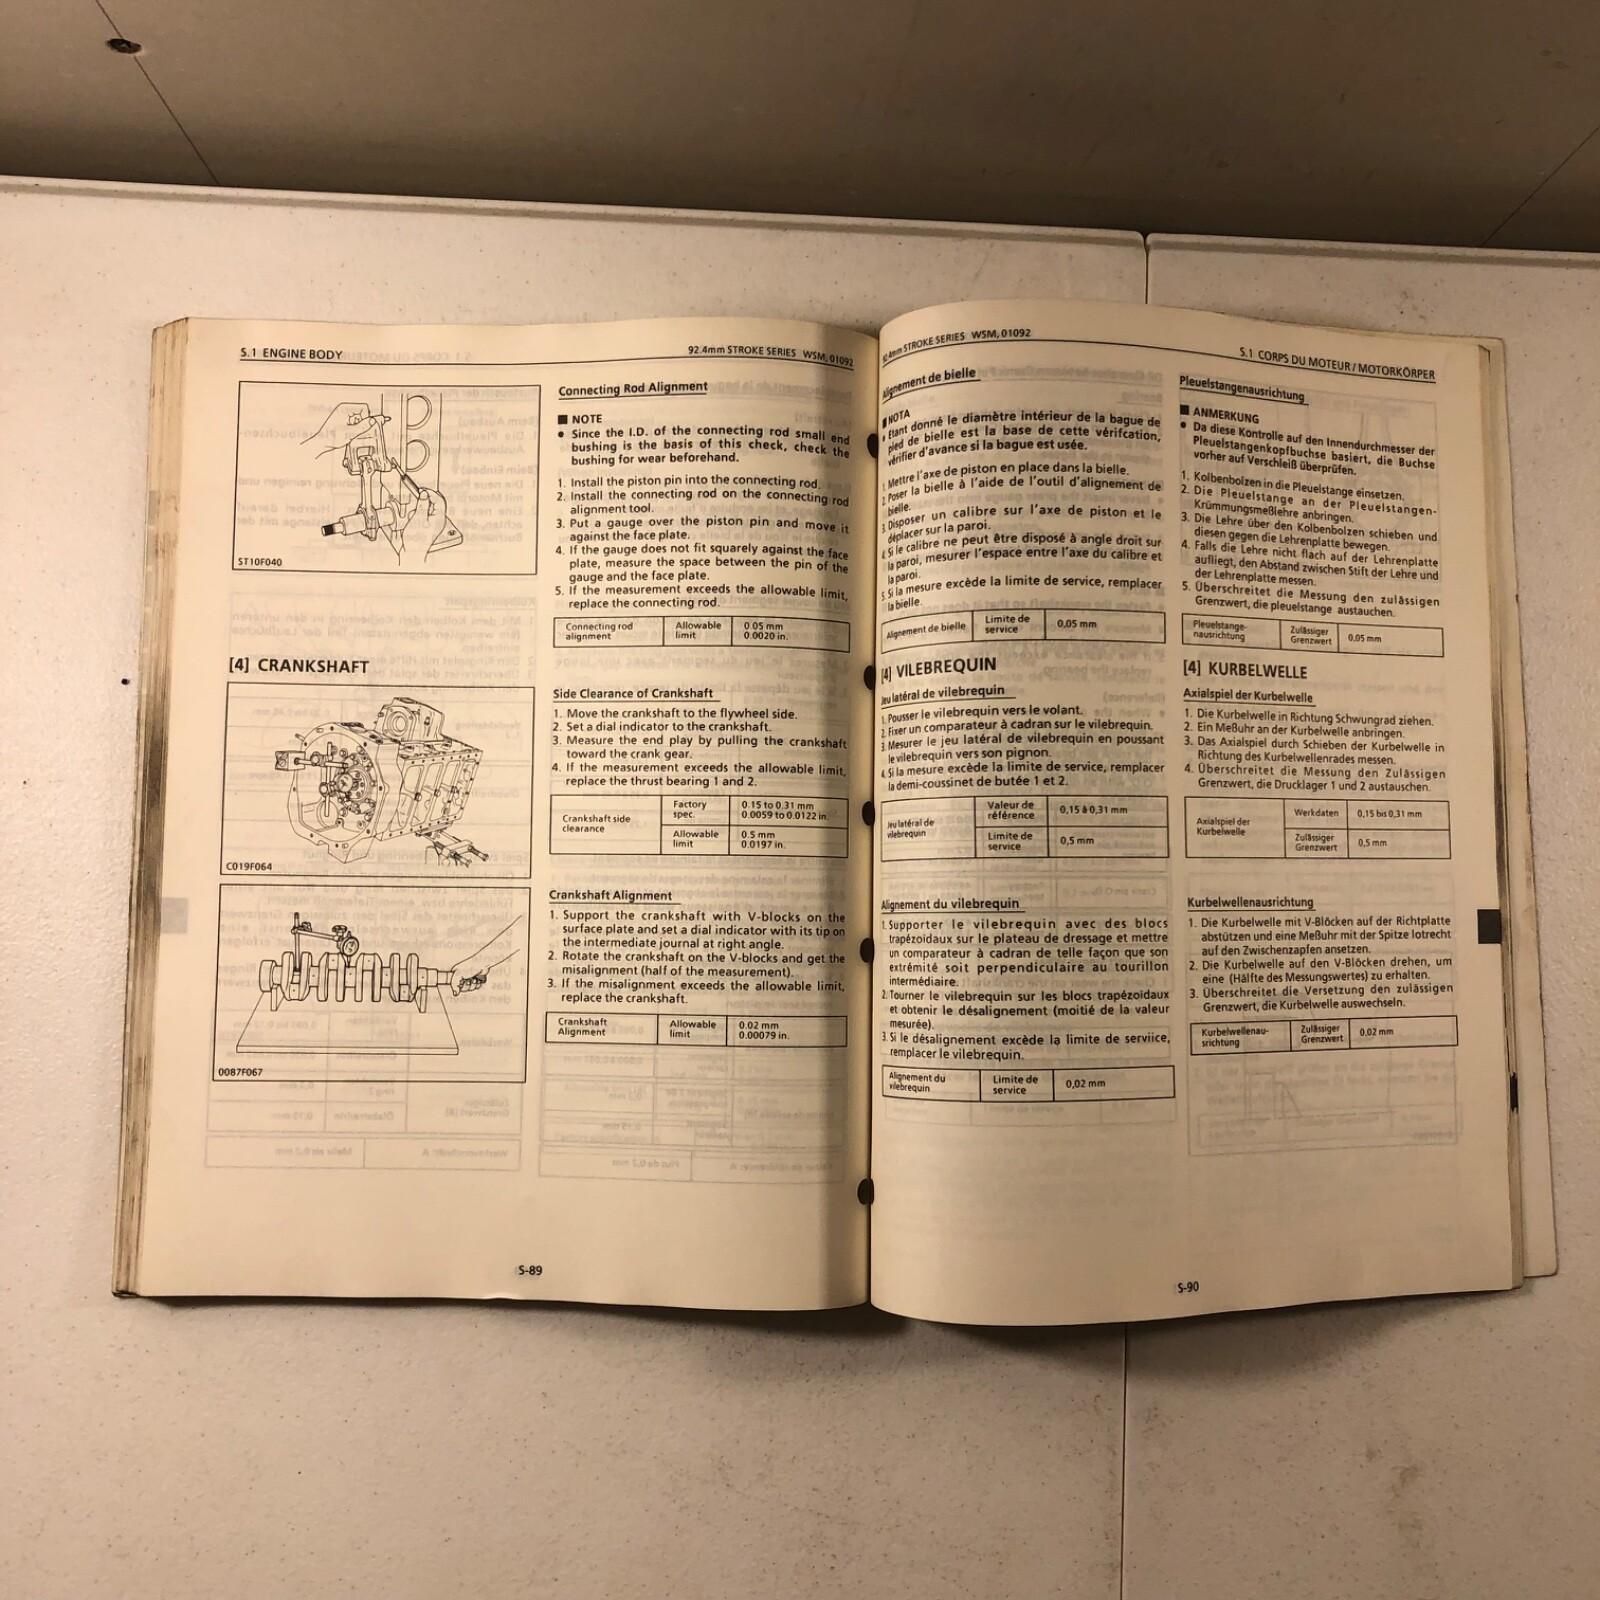 S.1 ENGINE BODY
92.4mm STROKE SERIES WSM, 01092
ST10F040
Connecting Rod Alignment
■ NOTE
● Since the I.D. of the connecting rod small end
bushing is the basis of this check, check the
bushing for wear beforehand.
1. Install the piston pin into the connecting rod.
2. Install the connecting rod on the connecting rod
alignment tool.
3. Put a gauge over the piston pin and move it
against the face plate.
4. If the gauge does not fit squarely against the face
plate, measure the space between the pin of the
gauge and the face plate.
5. If the measurement exceeds the allowable limit,
replace the connecting rod.
Connecting rod
alignment
Allowable
limit
0.05 mm
0.0020 in.
[4] CRANKSHAFT
C019F064
Side Clearance of Crankshaft
1. Move the crankshaft to the flywheel side.
2. Set a dial indicator to the crankshaft.
3. Measure the end play by pulling the crankshaft
toward the crank gear.
4. If the measurement exceeds the allowable limit,
replace the thrust bearing 1 and 2.
Crankshaft side
clearance
Factory
spec.
0.15 to 0.31 mm
0.0059 to 0.0122 in.
Allowable
limit
0.5 mm
0.0197 in.
0087F067
Crankshaft Alignment
1. Support the crankshaft with V-blocks on the
surface plate and set a dial indicator with its tip on
the intermediate journal at right angle.
2. Rotate the crankshaft on the V-blocks and get the
misalignment (half of the measurement).
3. If the misalignment exceeds the allowable limit,
replace the crankshaft.
Crankshaft
Alignment
Allowable
limit
0.02 mm
0.00079 in.
S-89
92.4mm STROKE SERIES WSM, 01092
S.1 CORPS DU MOTEUR / MOTORKÖRPER
Alignement de bielle
■ NOTA
● Etant donné le diamètre intérieur de la bague de
pied de bielle est la base de cette vérifcation,
vérifier d'avance si la bague est usée.
1. Mettre l'axe de piston en place dans la bielle.
2. Poser la bielle à l'aide de l'outil d'alignement de
bielle.
3. Disposer un calibre sur l'axe de piston et le
déplacer sur la paroi.
4. Si le calibre ne peut être disposé à angle droit sur
la paroi, mesurer l'espace entre l'axe du calibre et
la paroi.
5. Si la mesure excède la limite de service, remplacer
la bielle.
Alignement de bielle
Limite de
service
0,05 mm
[4] VILEBREQUIN
Jeu latéral de vilebrequin
1. Pousser le vilebrequin vers le volant.
2. Fixer un comparateur à cadran sur le vilebrequin.
3. Mesurer le jeu latéral de vilebrequin en poussant
le vilebrequin vers son pignon.
4. Si la mesure excède la limite de service, remplacer
la demi-coussinet de butée 1 et 2.
Jeu latéral de
vilebrequin
Valeur de
référence
0,15 à 0,31 mm
Limite de
service
0,5 mm
Alignement du vilebrequin
1. Supporter le vilebrequin avec des blocs
trapézoidaux sur le plateau de dressage et mettre
un comparateur à cadran de telle façon que son
extrémité soit perpendiculaire au tourillon
intermédiaire.
2. Tourner le vilebrequin sur les blocs trapézoidaux
et obtenir le désalignement (moitié de la valeur
mesurée).
3. Si le désalignement excède la limite de serviice,
remplacer le vilebrequin.
Alignement du
vilebrequin
Limite de
service
0,02 mm
Pleuelstangenausrichtung
■ ANMERKUNG
● Da diese Kontrolle auf den Innendurchmesser der
Pleuelstangenkopfbuchse basiert, die Buchse
vorher auf Verschleiß überprüfen.
1. Kolbenbolzen in die Pleuelstange einsetzen.
2. Die Pleuelstange an der Pleuelstangen-
Krümmungsmeßlehre anbringen.
3. Die Lehre über den Kolbenbolzen schieben und
diesen gegen die Lehrenplatte bewegen.
4. Falls die Lehre nicht flach auf der Lehrenplatte
aufliegt, den Abstand zwischen Stift der Lehre und
der Lehrenplatte messen.
5. Überschreitet die Messung den zulässigen
Grenzwert, die pleuelstange austauchen.
Pleuelstange-
nausrichtung
Zulässiger
Grenzwert
0,05 mm
[4] KURBELWELLE
Axialspiel der Kurbelwelle
1. Die Kurbelwelle in Richtung Schwungrad ziehen.
2. Ein Meßuhr an der Kurbelwelle anbringen.
3. Das Axialspiel durch Schieben der Kurbelwelle in
Richtung des Kurbelwellenrades messen.
4. Überschreitet die Messung den Zulässigen
Grenzwert, die Drucklager 1 und 2 austauschen.
Axialspiel der
Kurbelwelle
Werkdaten
0,15 bis 0,31 mm
Zulässiger
Grenzwert
0,5 mm
Kurbelwellenausrichtung
1. Die Kurbelwelle mit V-Blöcken auf der Richtplatte
abstützen und eine Meßuhr mit der Spitze lotrecht
auf den Zwischenzapfen ansetzen.
2. Die Kurbelwelle auf den V-Blöcken drehen, um
eine (Hälfte des Messungswertes) zu erhalten.
3. Überschreitet die Versetzung den zulässigen
Grenzwert, die Kurbelwelle auswechseln.
Kurbelwellenau-
srichtung
Zulässiger
Grenzwert
0,02 mm
S-90